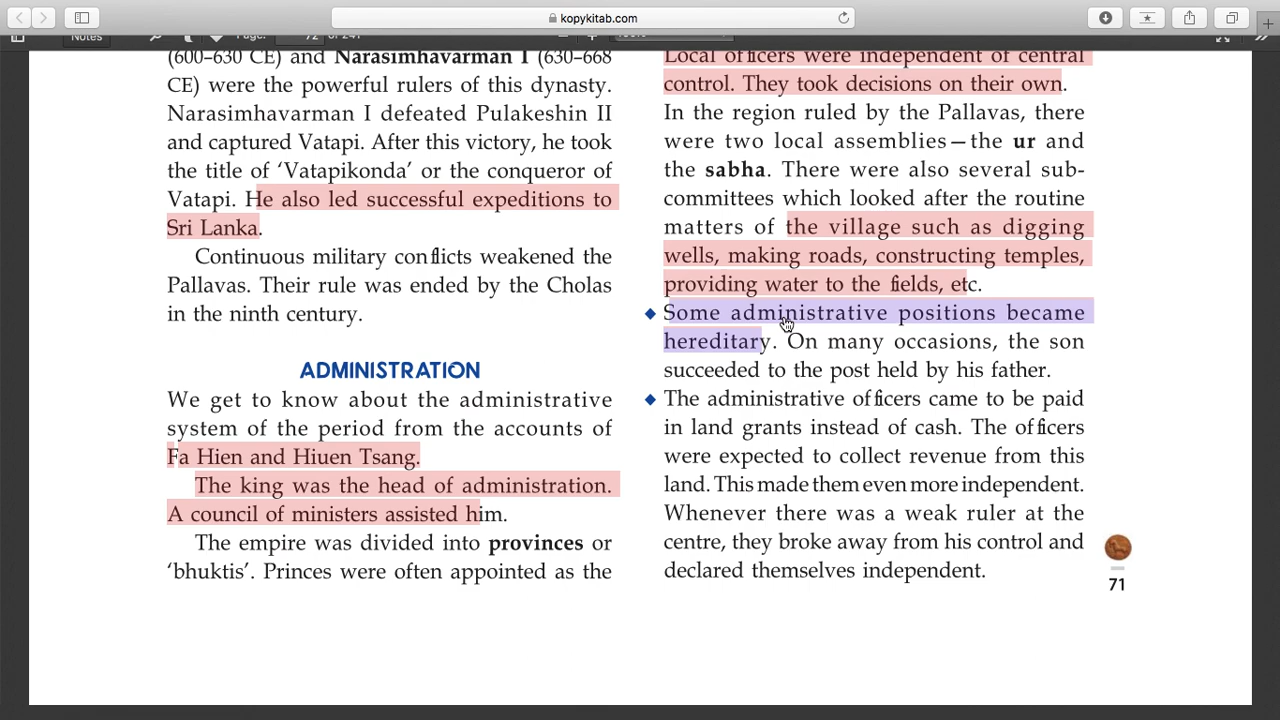 kopykitab.com
Notes
(600–630 CE) and Narasimhavarman I (630–668
CE) were the powerful rulers of this dynasty.
Narasimhavarman I defeated Pulakeshin II
and captured Vatapi. After this victory, he took
the title of ‘Vatapikonda’ or the conqueror of
Vatapi. He also led successful expeditions to
Sri Lanka.
Continuous military conflicts weakened the
Pallavas. Their rule was ended by the Cholas
in the ninth century.
ADMINISTRATION
We get to know about the administrative
system of the period from the accounts of
Fa Hien and Hiuen Tsang.
The king was the head of administration.
A council of ministers assisted him.
The empire was divided into provinces or
‘bhuktis’. Princes were often appointed as the
Local officers were independent of central
control. They took decisions on their own.
In the region ruled by the Pallavas, there
were two local assemblies—the ur and
the sabha. There were also several sub-
committees which looked after the routine
matters of the village such as digging
wells, making roads, constructing temples,
providing water to the fields, etc.
Some administrative positions became
hereditary. On many occasions, the son
succeeded to the post held by his father.
The administrative officers came to be paid
in land grants instead of cash. The officers
were expected to collect revenue from this
land. This made them even more independent.
Whenever there was a weak ruler at the
centre, they broke away from his control and
declared themselves independent.
71